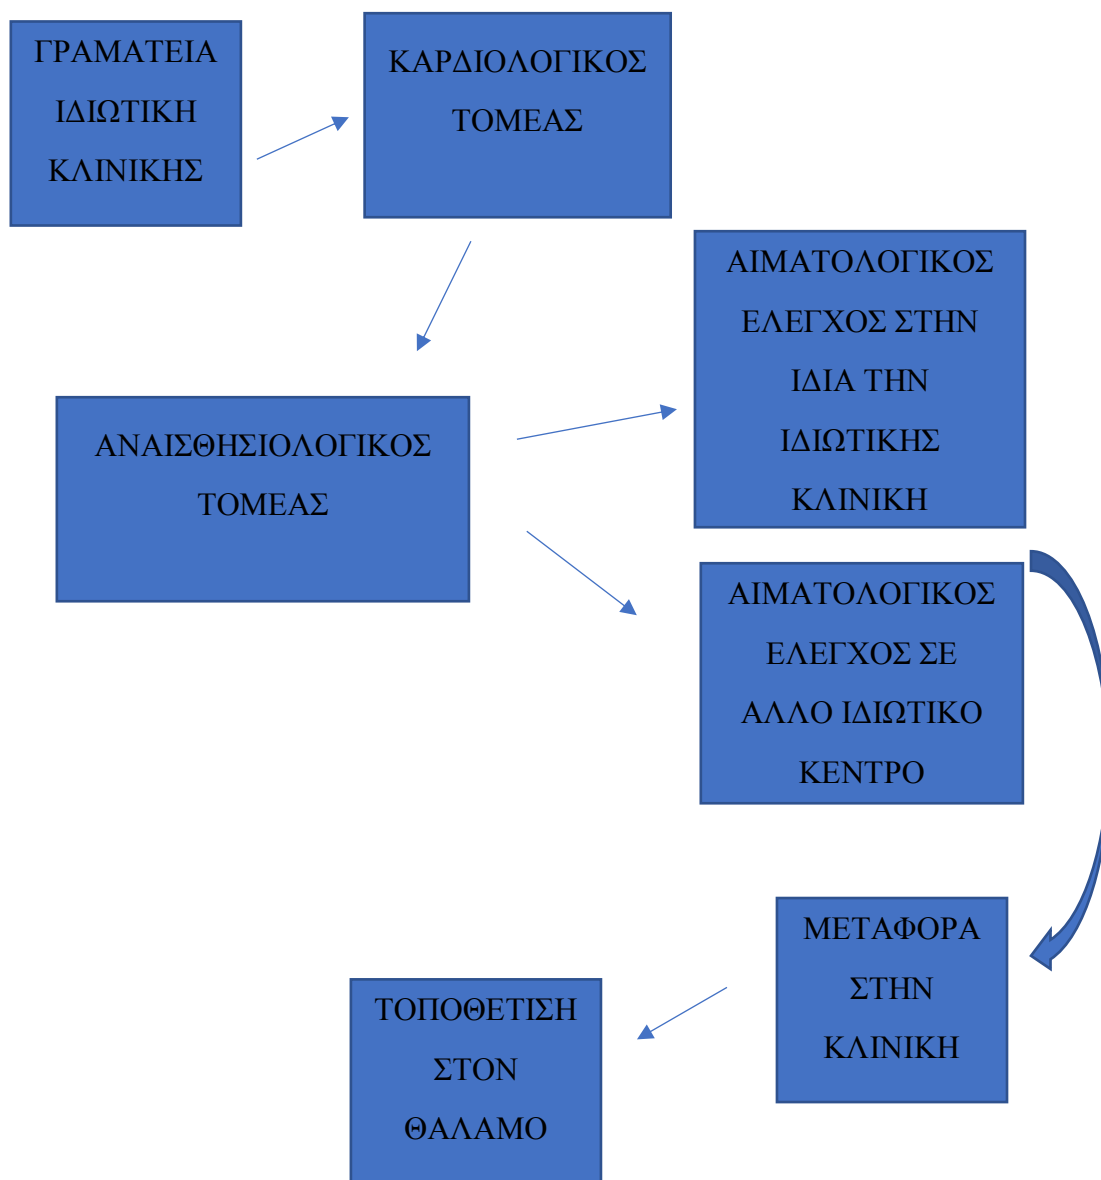 ΓΡΑΜΑΤΕΙΑ
ΙΔΙΩΤΙΚΗ
ΚΛΙΝΙΚΗΣ
ΚΑΡΔΙΟΛΟΓΙΚΟΣ
ΤΟΜΕΑΣ
ΑΙΜΑΤΟΛΟΓΙΚΟΣ
ΕΛΕΓΧΟΣ ΣΤΗΝ
ΙΔΙΑ ΤΗΝ
ΙΔΙΩΤΙΚΗΣ
ΚΛΙΝΙΚΗ
ΑΝΑΙΣΘΗΣΙΟΛΟΓΙΚΟΣ
ΤΟΜΕΑΣ
ΑΙΜΑΤΟΛΟΓΙΚΟΣ
ΕΛΕΓΧΟΣ ΣΕ
ΑΛΛΟ ΙΔΙΩΤΙΚΟ
ΚΕΝΤΡΟ
ΜΕΤΑΦΟΡΑ
ΣΤΗΝ
ΚΛΙΝΙΚΗ
ΤΟΠΟΘΕΤΙΣΗ
ΣΤΟΝ
ΘΑΛΑΜΟ